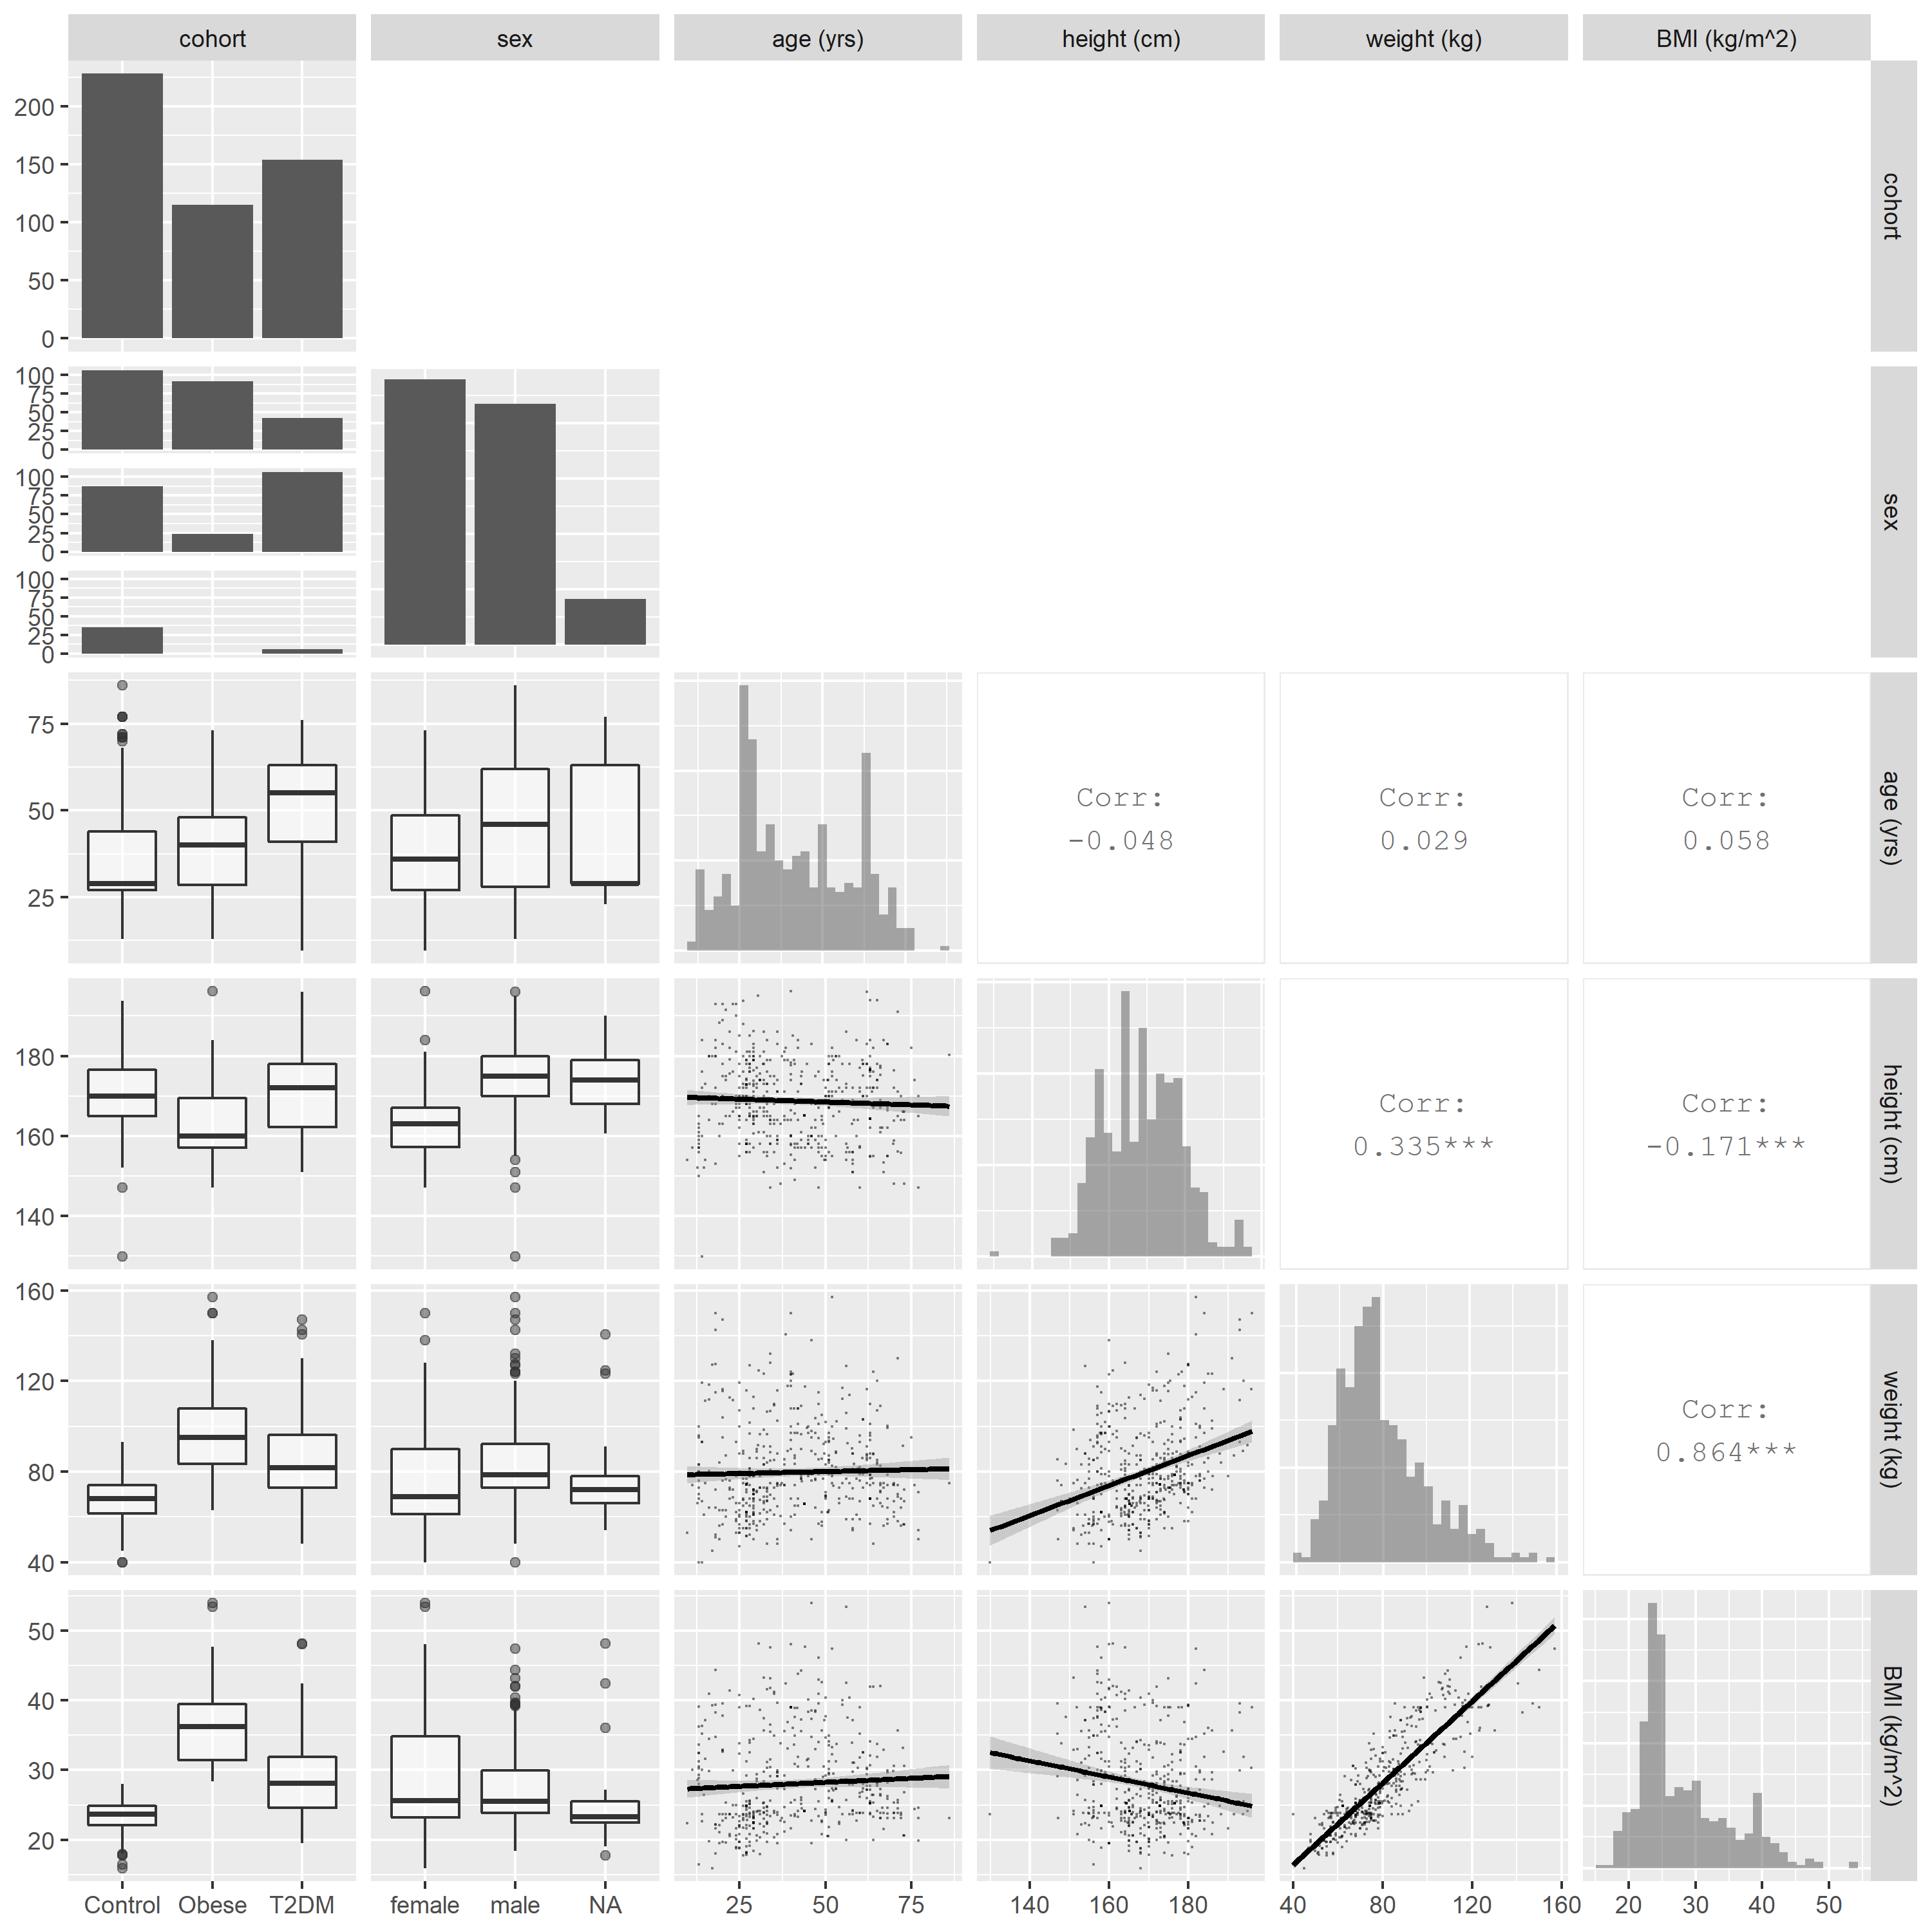 cohort
sex
age (yrs)
height (cm)
weight (kg)
BMI (kg/m^2)
200
150
100
50
0
cohort
100
75
50
25
0
100
75
50
25
0
100
75
50
25
0
sex
75
50
25
Corr:
-0.048
Corr:
0.029
Corr:
0.058
age (yrs)
180
160
140
Corr:
0.335***
Corr:
-0.171***
height (cm)
160
120
80
40
Corr:
0.864***
weight (kg)
50
40
30
20
BMI (kg/m^2)
Control Obese T2DM
female male NA
25 50 75
140 160 180
40 80 120 160
20 30 40 50